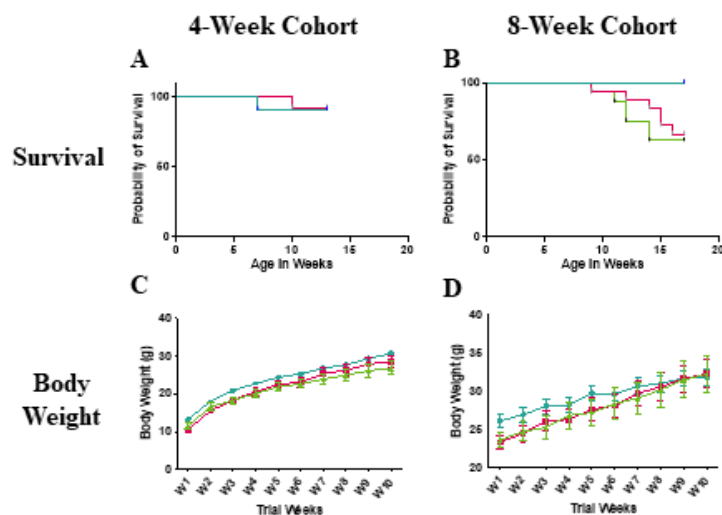 4-Week Cohort
8-Week Cohort
A
B
Survival
Probability of Survival
100
50
0
0
5
10
15
20
Age in Weeks
Probability of Survival
100
50
0
0
5
10
15
20
Age in Weeks
C
D
Body
Weight
Body Weight (g)
40
30
20
10
0
W1
W2
W3
W4
W5
W6
W7
W8
W9
W10
Trial Weeks
Body Weight (g)
40
35
30
25
20
W1
W2
W3
W4
W5
W6
W7
W8
W9
W10
Trial Weeks